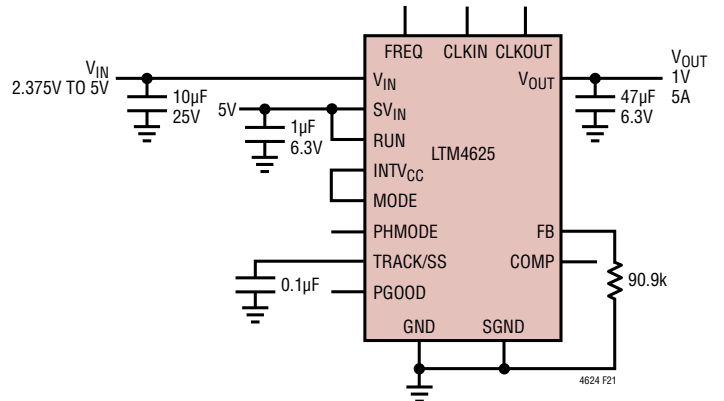 FREQ CLKIN CLKOUT
VIN
2.375V TO 5V
VIN
VOUT
VOUT
1V
5A
10µF
25V
47µF
6.3V
5V
SVIN
1µF
6.3V
RUN
LTM4625
INTVCC
MODE
PHMODE
FB
TRACK/SS
COMP
90.9k
0.1µF
PGOOD
GND SGND
4624 F21